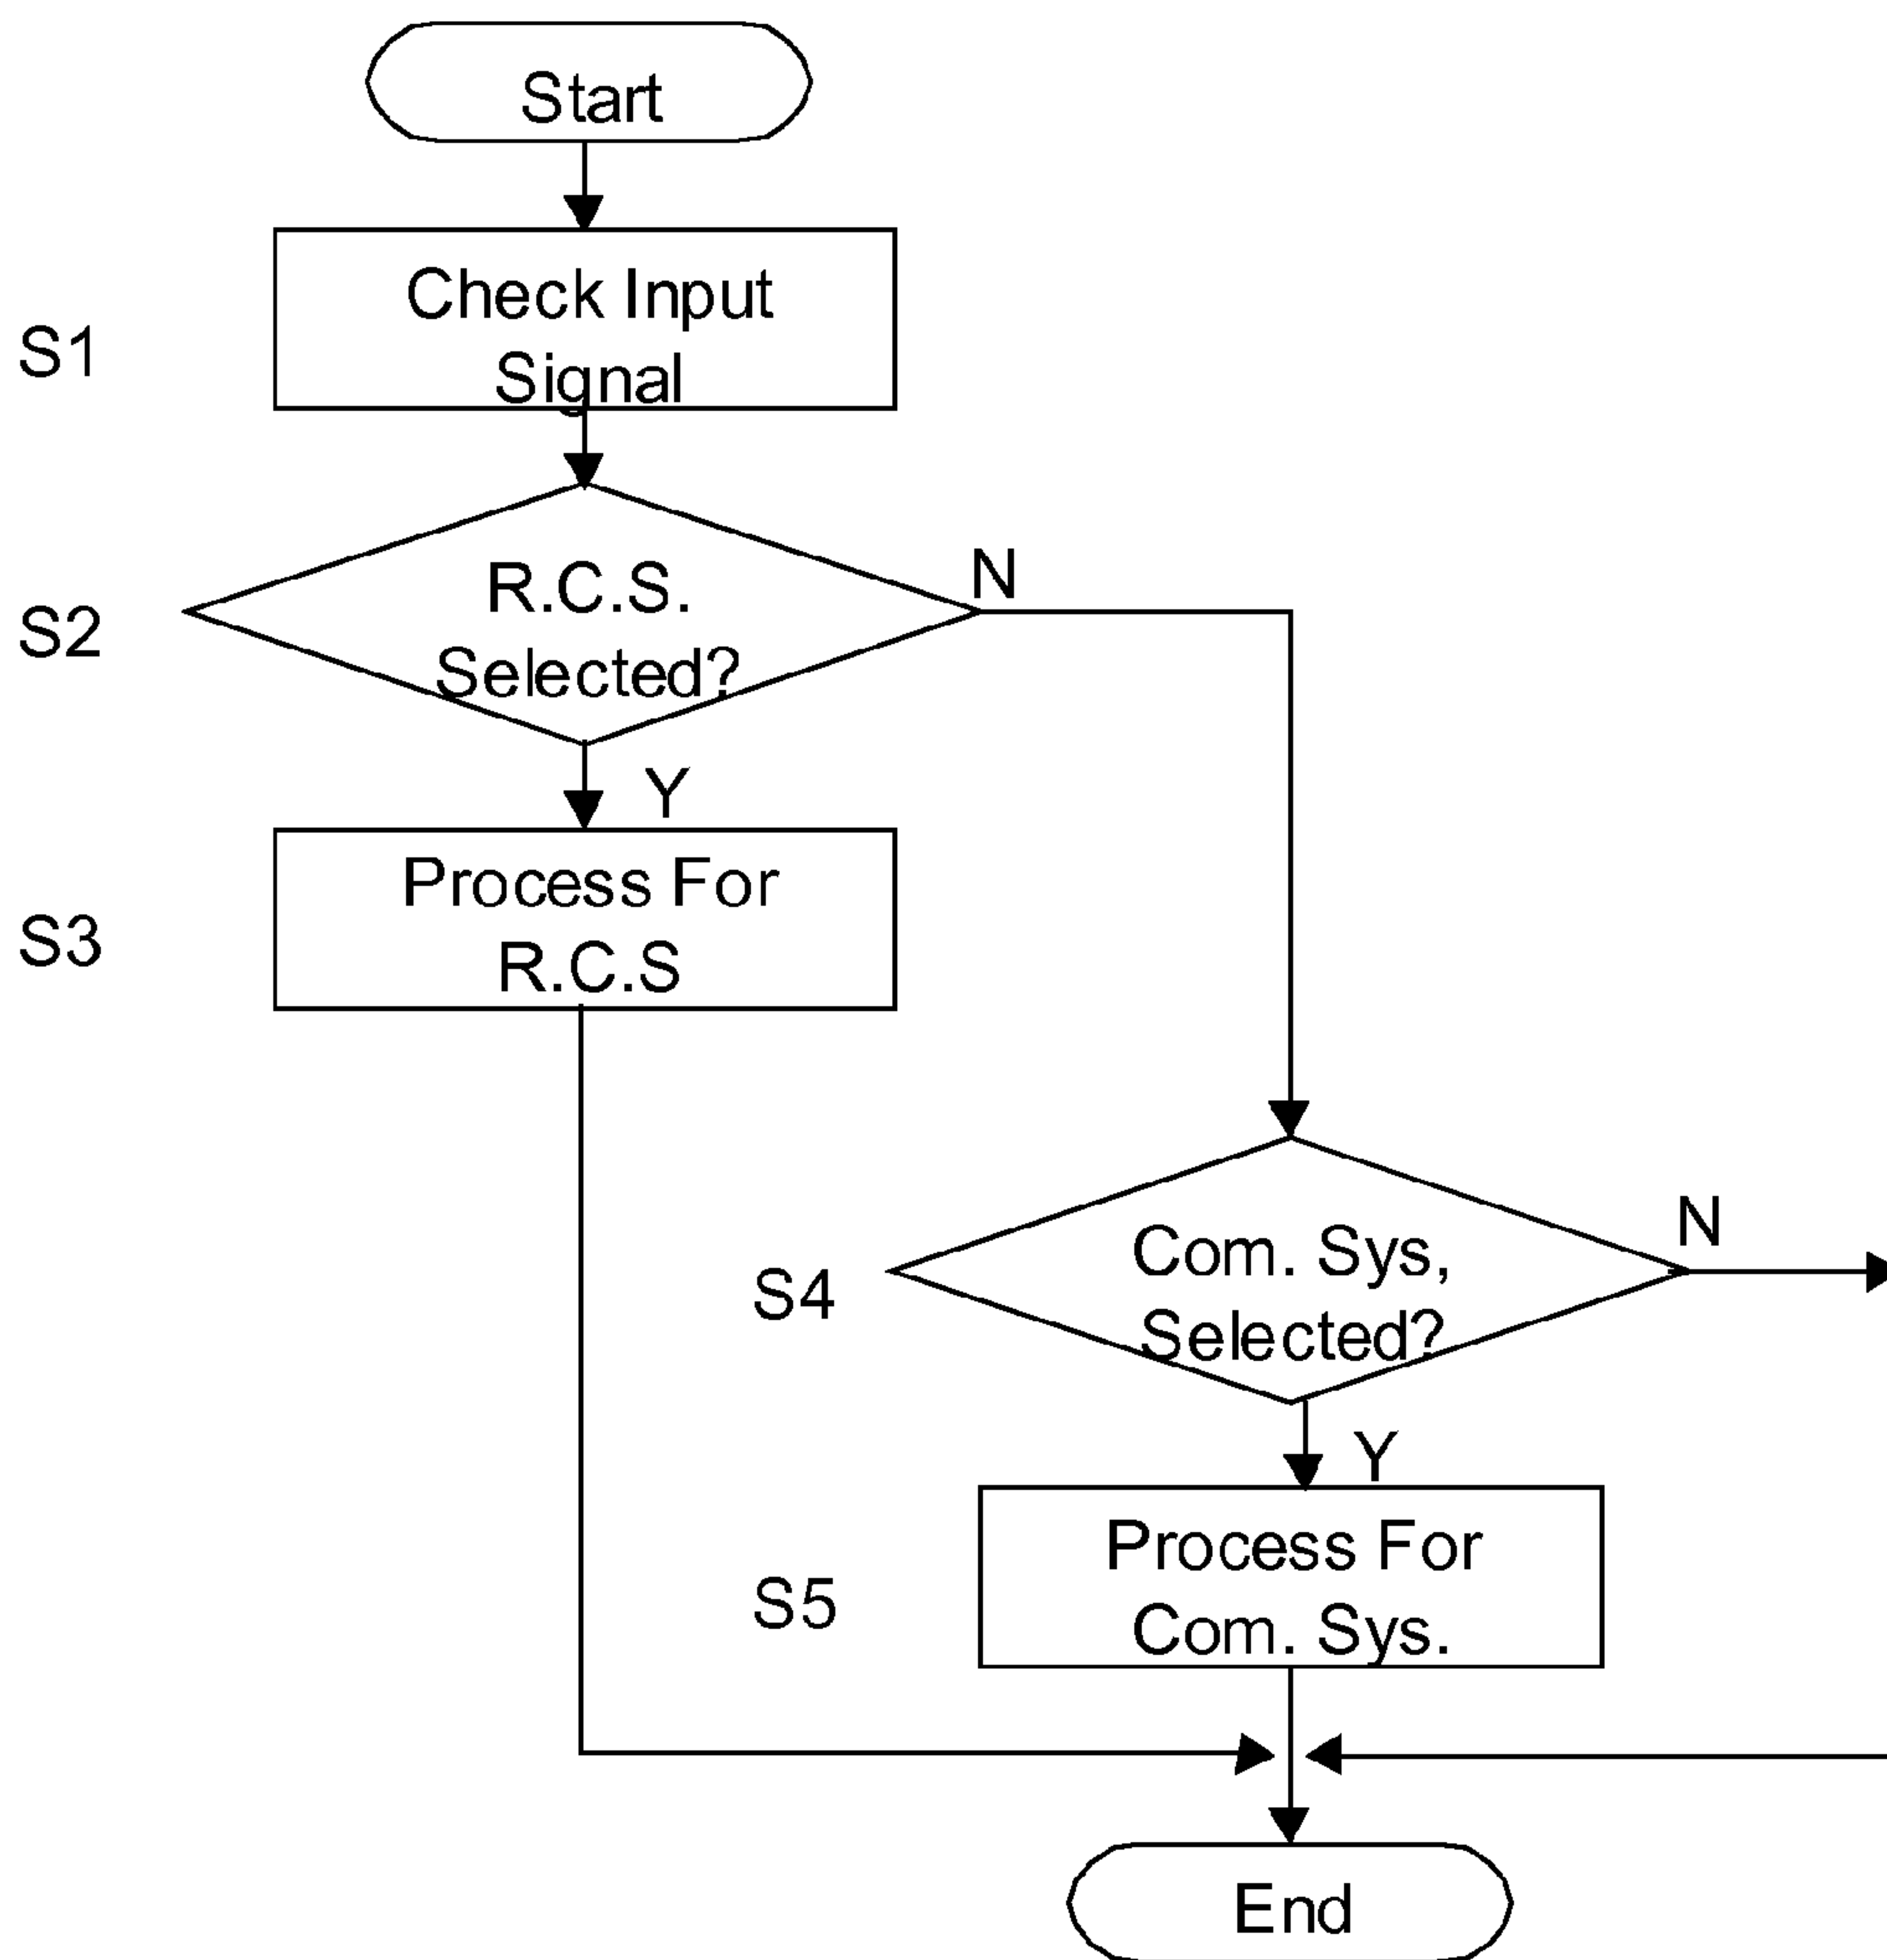 Start
S1
Check Input
Signal
S2
R.C.S.
Selected?
N
Y
S3
Process For
R.C.S
S4
Com. Sys,
Selected?
N
Y
S5
Process For
Com. Sys.
End